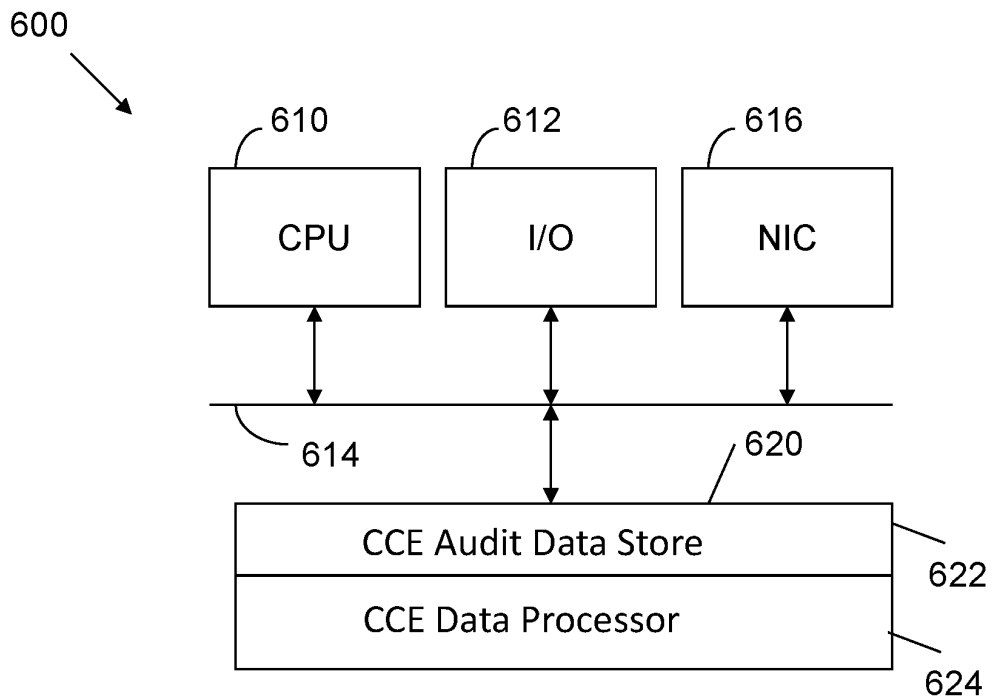 600
610
612
616
CPU
I/O
NIC
614
620
CCE Audit Data Store
622
CCE Data Processor
624